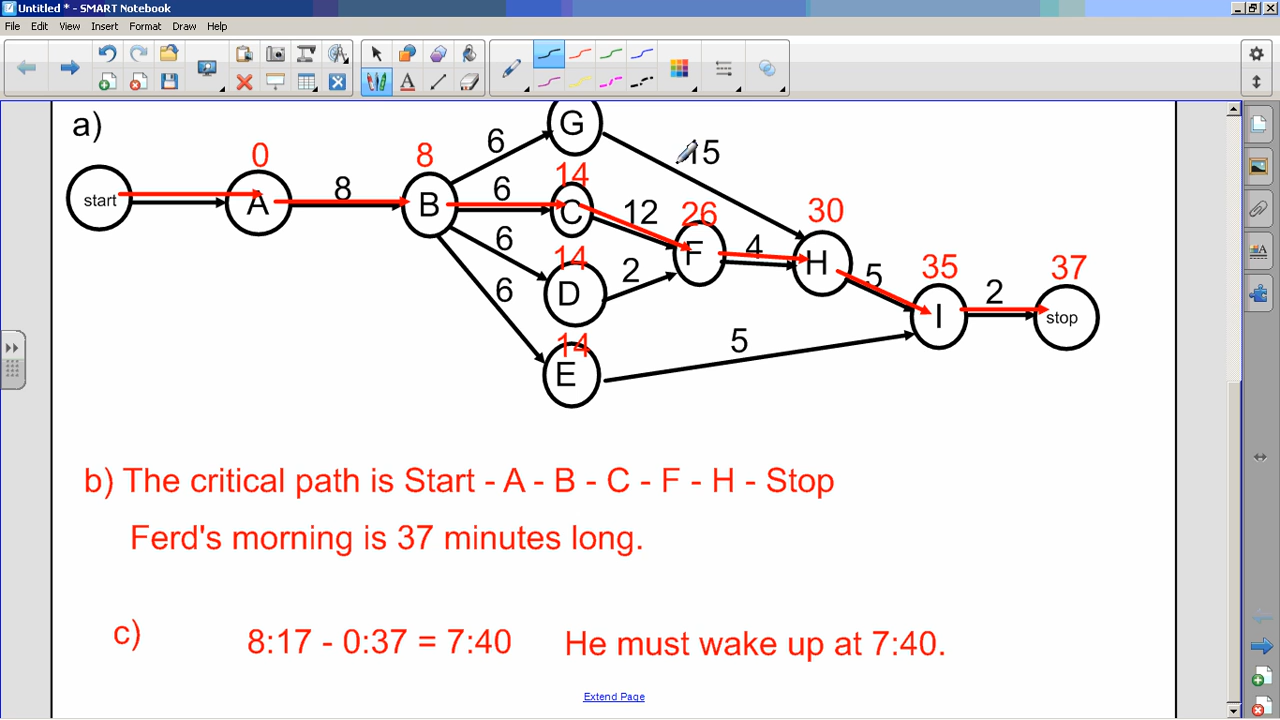 Untitled * - SMART Notebook
File Edit View Insert Format Draw Help
a)
G
0
8
6
15
14
start
A
8
B
6
C
12
26
30
F
4
H
6
14
D
2
5
35
37
6
I
2
stop
14
E
5
b) The critical path is Start - A - B - C - F - H - Stop
Ferd's morning is 37 minutes long.
c) 8:17 - 0:37 = 7:40 He must wake up at 7:40.
Extend Page